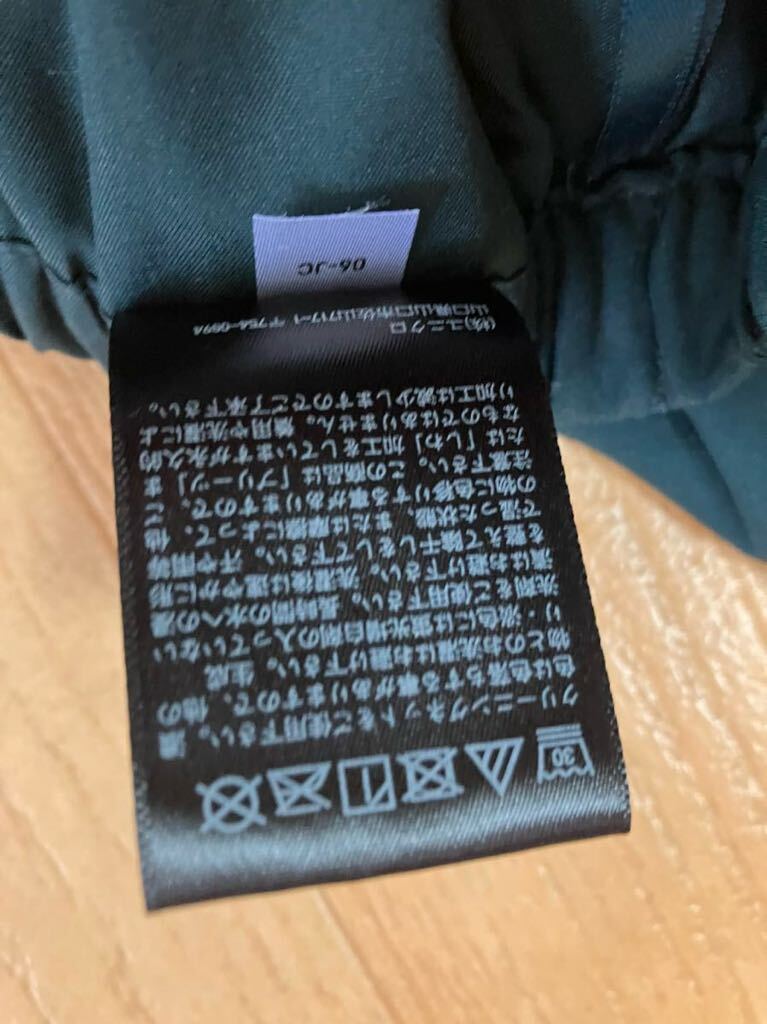 30
クリーニングネットをご使用下さい。 濃
色は色落ちする事がありますので、他の
物とのお洗濯はお避け下さい。 生成
り・淡色には蛍光増白剤の入っていない
洗剤をご使用下さい。 長時間の水への浸
漬はお避け下さい。 洗濯後は速やかに形
を整えて陰干しをして下さい。 汗や雨等
で湿った状態、または摩擦によって、他
の物に色移りする事がありますのでご
注意下さい。 この商品は「プリーツ」ま
たは「しわ」加工をしていますが永久的
なものではありません。 着用や洗濯によ
り加工は減少しますのでご了承下さい。
(株)ユニクロ
山口県山口市佐山717-1 〒754-0894
06-JC